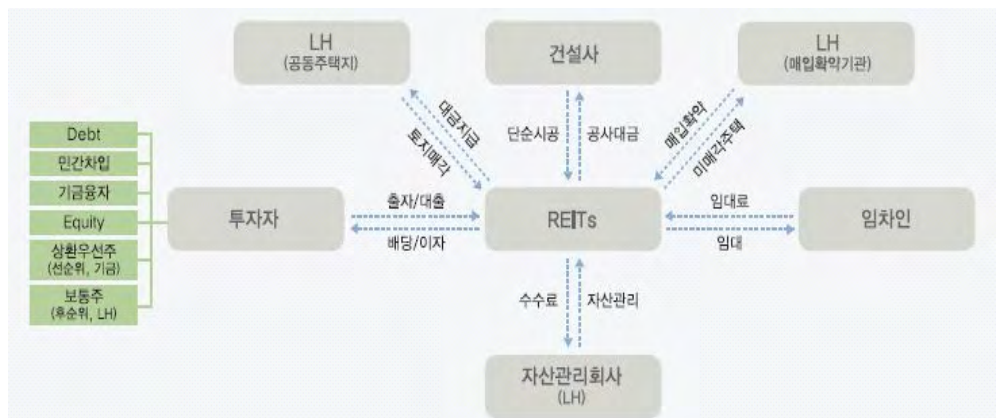 LH
(공동주택지)
건설사
LH
(매입확약기관)
대금지급
토지매각
단순시공
공사대금
매입확약
미매각주택
Debt
민간차입
기금융자
Equity
상환우선주
(선순위, 기금)
보통주
(후순위, LH)
투자자
출자/대출
배당/이자
REITs
임대료
임대
임차인
수수료
자산관리
자산관리회사
(LH)